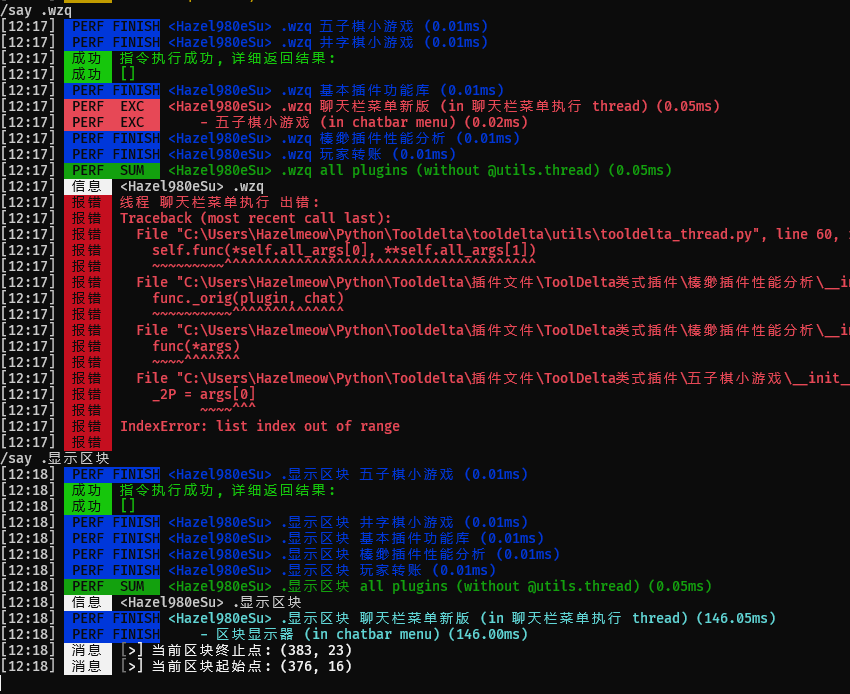 /say .wzq
[12:17] PERF FINISH <Hazel980eSu> .wzq 五子棋小游戏 (0.01ms)
[12:17] PERF FINISH <Hazel980eSu> .wzq 井字棋小游戏 (0.01ms)
[12:17] 成功 指令执行成功, 详细返回结果:
[12:17] 成功 []
[12:17] PERF FINISH <Hazel980eSu> .wzq 基本插件功能库 (0.01ms)
[12:17] PERF EXC <Hazel980eSu> .wzq 聊天栏菜单新版 (in 聊天栏菜单执行 thread) (0.05ms)
[12:17] PERF EXC - 五子棋小游戏 (in chatbar menu) (0.02ms)
[12:17] PERF FINISH <Hazel980eSu> .wzq 榛魦插件性能分析 (0.01ms)
[12:17] PERF FINISH <Hazel980eSu> .wzq 玩家转账 (0.01ms)
[12:17] PERF SUM <Hazel980eSu> .wzq all plugins (without @utils.thread) (0.05ms)
[12:17] 信息 <Hazel980eSu> .wzq
[12:17] 报错 线程 聊天栏菜单执行 出错:
[12:17] 报错 Traceback (most recent call last):
[12:17] 报错 File "C:\Users\Hazelmeow\Python\Tooldelta\tooldelta\utils\tooldelta_thread.py", line 60,
[12:17] 报错 self.func(*self.all_args[0], **self.all_args[1])
[12:17] 报错 ~~~~~~~~~^^^^^^^^^^^^^^^^^^^^^^^^^^^^^^^^^^^^^^^
[12:17] 报错 File "C:\Users\Hazelmeow\Python\Tooldelta\插件文件\ToolDelta类式插件\榛魦插件性能分析\__in
[12:17] 报错 func._orig(plugin, chat)
[12:17] 报错 ~~~~~~~~~~^^^^^^^^^^^^^^
[12:17] 报错 File "C:\Users\Hazelmeow\Python\Tooldelta\插件文件\ToolDelta类式插件\榛魦插件性能分析\__in
[12:17] 报错 func(*args)
[12:17] 报错 ~~~~^^^^^^^
[12:17] 报错 File "C:\Users\Hazelmeow\Python\Tooldelta\插件文件\ToolDelta类式插件\五子棋小游戏\__init__
[12:17] 报错 _2P = args[0]
[12:17] 报错 ~~~~^^^
[12:17] 报错 IndexError: list index out of range
[12:17] 报错
/say .显示区块
[12:18] PERF FINISH <Hazel980eSu> .显示区块 五子棋小游戏 (0.01ms)
[12:18] 成功 指令执行成功, 详细返回结果:
[12:18] 成功 []
[12:18] PERF FINISH <Hazel980eSu> .显示区块 井字棋小游戏 (0.01ms)
[12:18] PERF FINISH <Hazel980eSu> .显示区块 基本插件功能库 (0.01ms)
[12:18] PERF FINISH <Hazel980eSu> .显示区块 榛魦插件性能分析 (0.01ms)
[12:18] PERF FINISH <Hazel980eSu> .显示区块 玩家转账 (0.01ms)
[12:18] PERF SUM <Hazel980eSu> .显示区块 all plugins (without @utils.thread) (0.05ms)
[12:18] 信息 <Hazel980eSu> .显示区块
[12:18] PERF FINISH <Hazel980eSu> .显示区块 聊天栏菜单新版 (in 聊天栏菜单执行 thread) (146.05ms)
[12:18] PERF FINISH - 区块显示器 (in chatbar menu) (146.00ms)
[12:18] 消息 [>] 当前区块终止点: (383, 23)
[12:18] 消息 [>] 当前区块起始点: (376, 16)